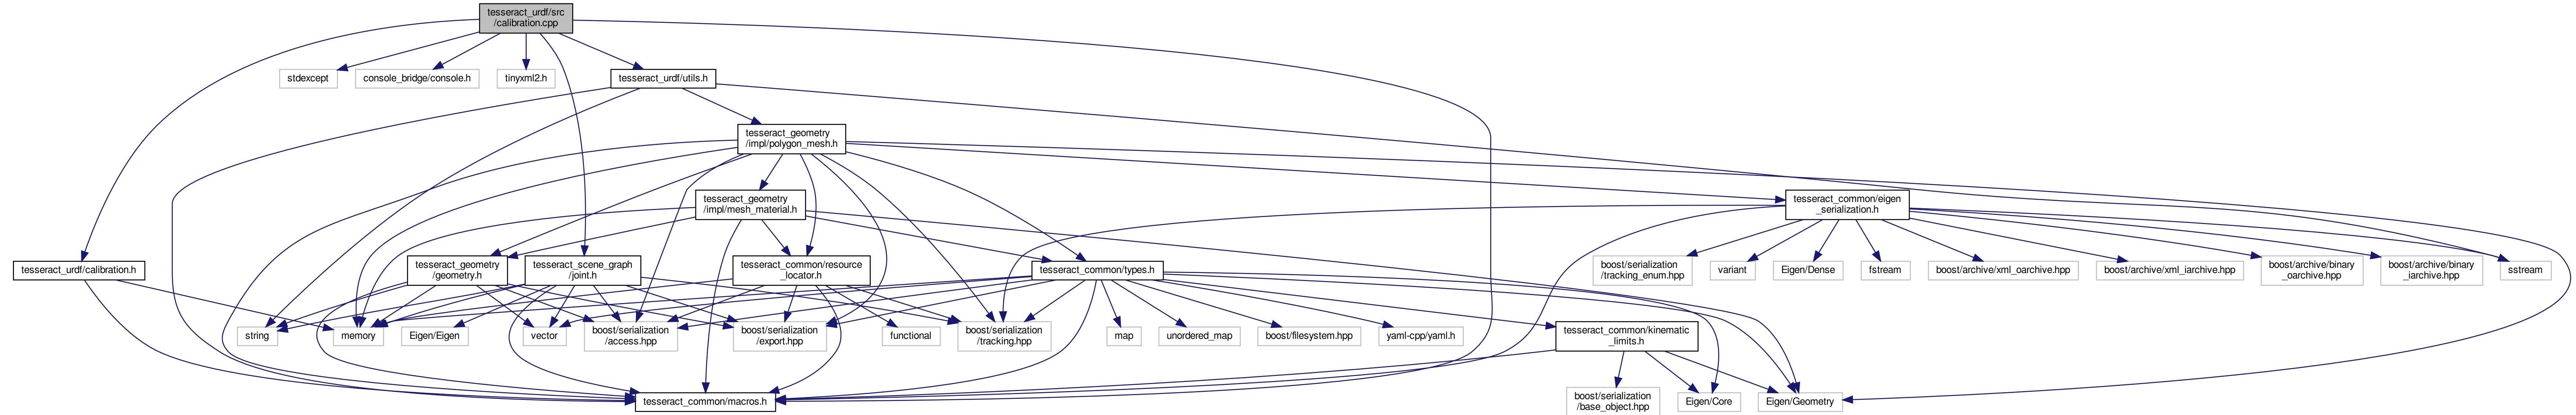 tesseract_urdf/src
/calibration.cpp
stdexcept
console_bridge/console.h
tinyxml2.h
tesseract_urdf/utils.h
tesseract_geometry
/impl/polygon_mesh.h
tesseract_geometry
/impl/mesh_material.h
tesseract_common/eigen
_serialization.h
tesseract_urdf/calibration.h
tesseract_geometry
/geometry.h
tesseract_scene_graph
/joint.h
tesseract_common/resource
_locator.h
tesseract_common/types.h
boost/serialization
/tracking_enum.hpp
variant
Eigen/Dense
fstream
boost/archive/xml_oarchive.hpp
boost/archive/xml_iarchive.hpp
boost/archive/binary
_oarchive.hpp
boost/archive/binary
_iarchive.hpp
sstream
string
memory
Eigen/Eigen
vector
boost/serialization
/access.hpp
boost/serialization
/export.hpp
functional
boost/serialization
/tracking.hpp
map
unordered_map
boost/filesystem.hpp
yaml-cpp/yaml.h
tesseract_common/kinematic
_limits.h
tesseract_common/macros.h
boost/serialization
/base_object.hpp
Eigen/Core
Eigen/Geometry